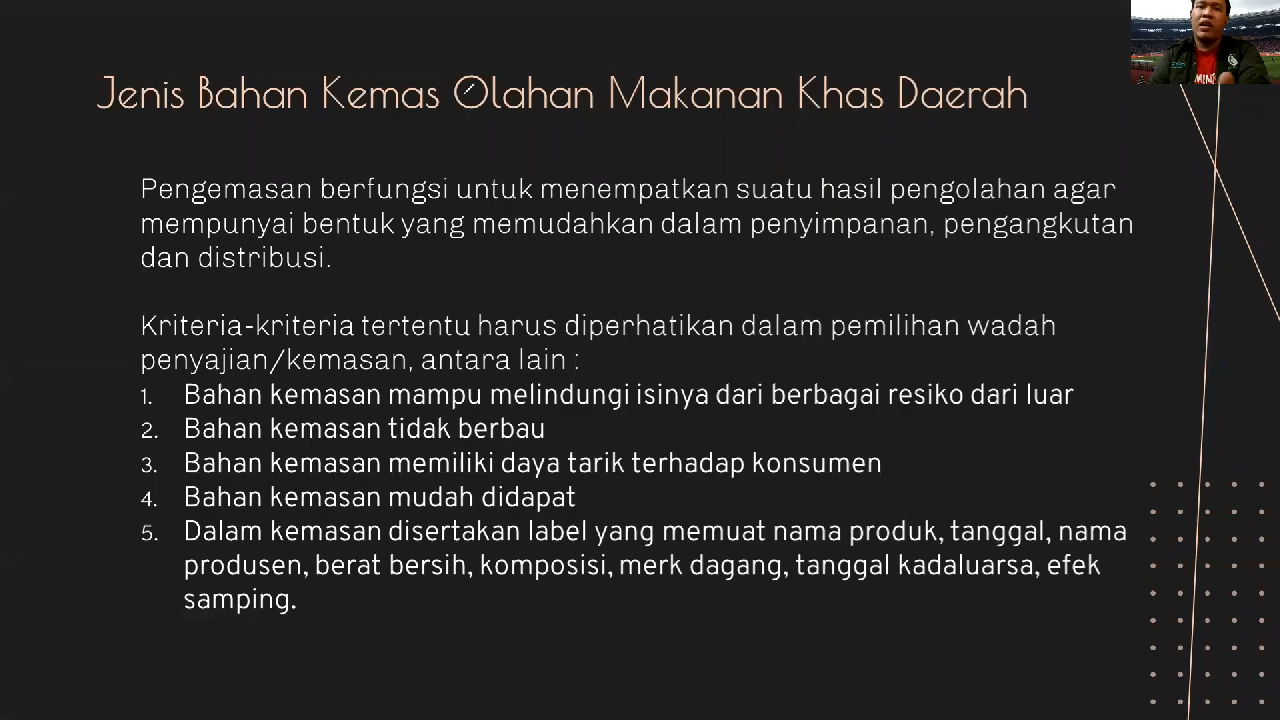 Jenis Bahan Kemas Olahan Makanan Khas Daerah
Pengemasan berfungsi untuk menempatkan suatu hasil pengolahan agar
mempunyai bentuk yang memudahkan dalam penyimpanan, pengangkutan
dan distribusi.
Kriteria-kriteria tertentu harus diperhatikan dalam pemilihan wadah
penyajian/kemasan, antara lain :
1. Bahan kemasan mampu melindungi isinya dari berbagai resiko dari luar
2. Bahan kemasan tidak berbau
3. Bahan kemasan memiliki daya tarik terhadap konsumen
4. Bahan kemasan mudah didapat
5. Dalam kemasan disertakan label yang memuat nama produk, tanggal, nama
produsen, berat bersih, komposisi, merk dagang, tanggal kadaluarsa, efek
samping.